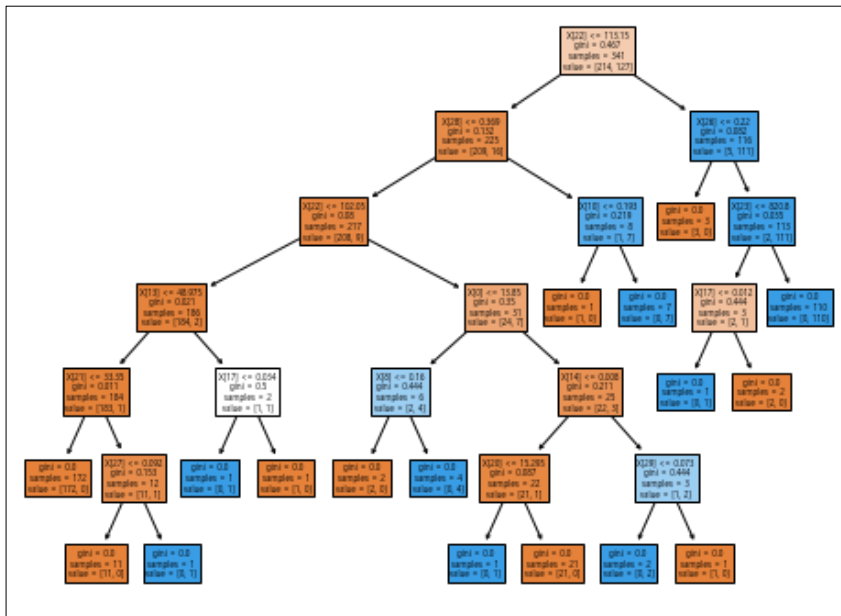 X[22] <= 113.15
gini = 0.467
samples = 341
value = [214, 127]
X[28] <= 0.369
gini = 0.132
samples = 225
value = [209, 16]
X[26] <= 0.22
gini = 0.082
samples = 116
value = [5, 111]
X[22] <= 102.05
gini = 0.08
samples = 217
value = [208, 9]
X[10] <= 0.193
gini = 0.219
samples = 8
value = [1, 7]
gini = 0.0
samples = 3
value = [3, 0]
X[23] <= 820.8
gini = 0.035
samples = 113
value = [2, 111]
X[13] <= 48.975
gini = 0.021
samples = 186
value = [184, 2]
X[0] <= 13.85
gini = 0.35
samples = 31
value = [24, 7]
gini = 0.0
samples = 1
value = [1, 0]
gini = 0.0
samples = 7
value = [0, 7]
X[17] <= 0.012
gini = 0.444
samples = 3
value = [2, 1]
gini = 0.0
samples = 110
value = [0, 110]
X[21] <= 33.35
gini = 0.011
samples = 184
value = [183, 1]
X[17] <= 0.034
gini = 0.5
samples = 2
value = [1, 1]
X[8] <= 0.16
gini = 0.444
samples = 6
value = [2, 4]
X[14] <= 0.008
gini = 0.211
samples = 25
value = [22, 3]
gini = 0.0
samples = 1
value = [0, 1]
gini = 0.0
samples = 2
value = [2, 0]
gini = 0.0
samples = 172
value = [172, 0]
X[27] <= 0.092
gini = 0.153
samples = 12
value = [11, 1]
gini = 0.0
samples = 1
value = [0, 1]
gini = 0.0
samples = 1
value = [1, 0]
gini = 0.0
samples = 2
value = [2, 0]
gini = 0.0
samples = 4
value = [0, 4]
X[20] <= 15.295
gini = 0.087
samples = 22
value = [21, 1]
X[29] <= 0.073
gini = 0.444
samples = 3
value = [1, 2]
gini = 0.0
samples = 11
value = [11, 0]
gini = 0.0
samples = 1
value = [0, 1]
gini = 0.0
samples = 1
value = [0, 1]
gini = 0.0
samples = 21
value = [21, 0]
gini = 0.0
samples = 2
value = [0, 2]
gini = 0.0
samples = 1
value = [1, 0]